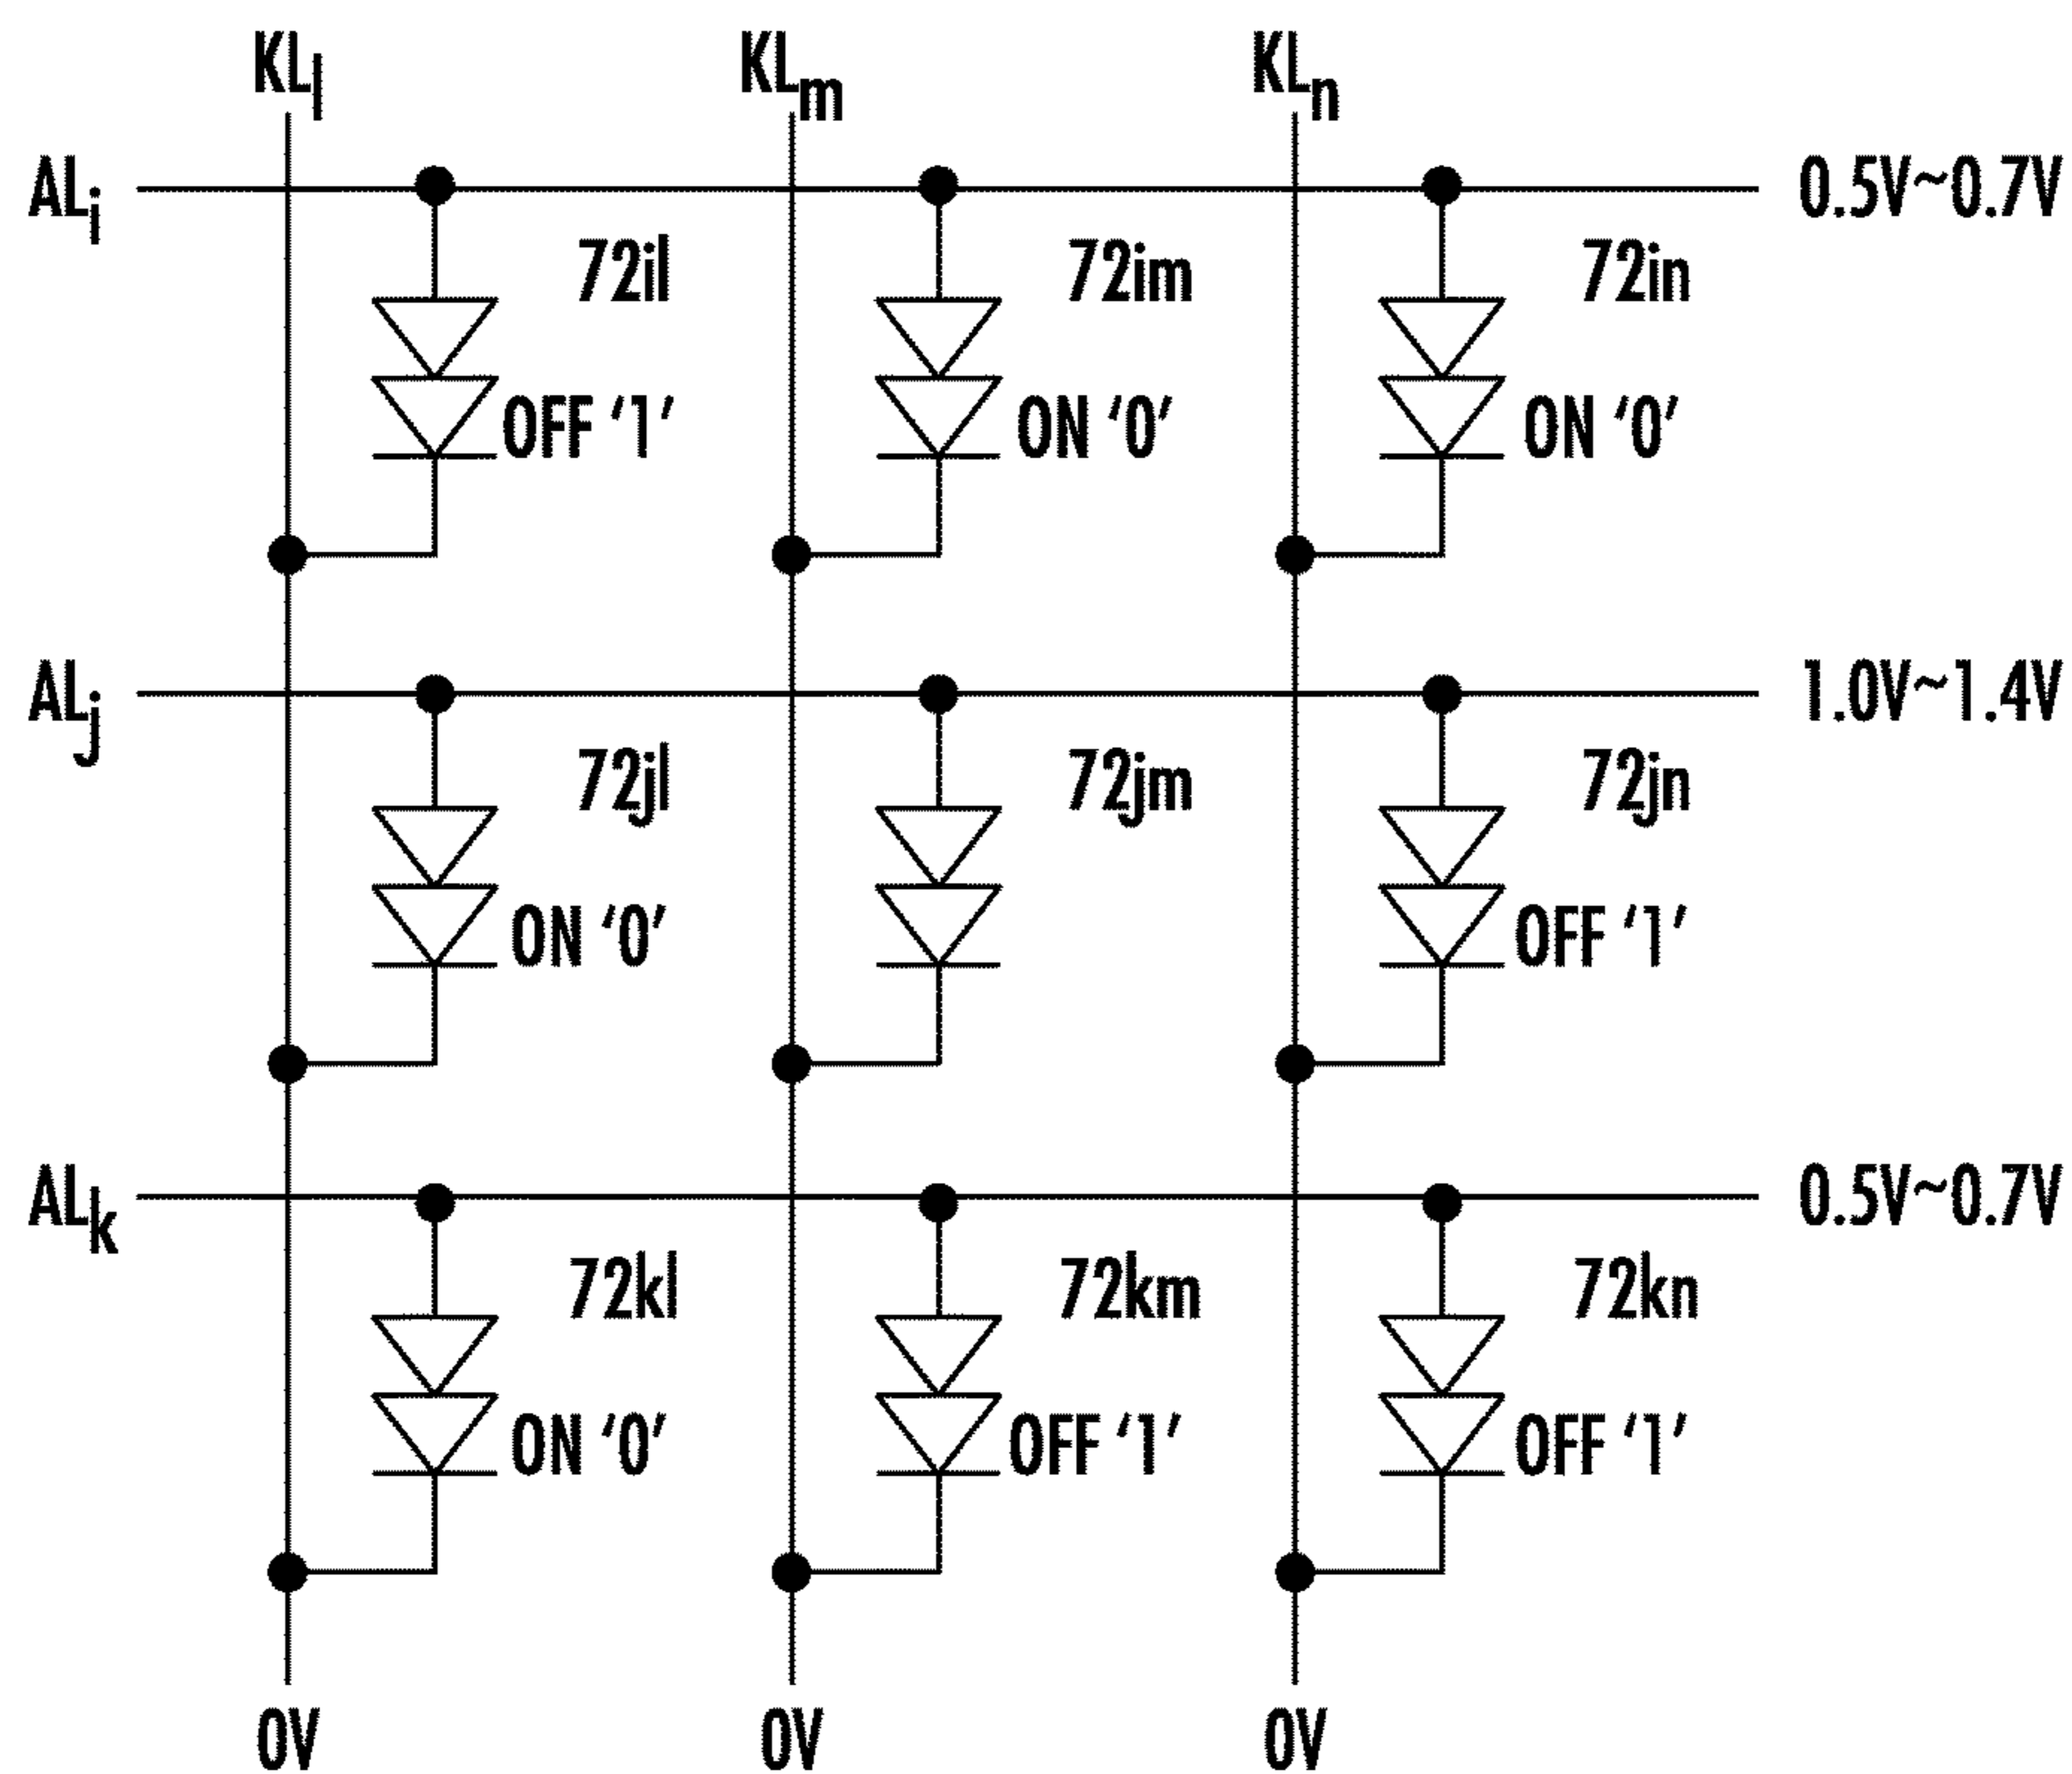 KLl KLm KLn
ALi 0.5V~0.7V
72il 72im 72in
OFF ‘1’ ON ‘0’ ON ‘0’
ALj 1.0V~1.4V
72jl 72jm 72jn
ON ‘0’ OFF ‘1’
ALk 0.5V~0.7V
72kl 72km 72kn
ON ‘0’ OFF ‘1’ OFF ‘1’
0V 0V 0V